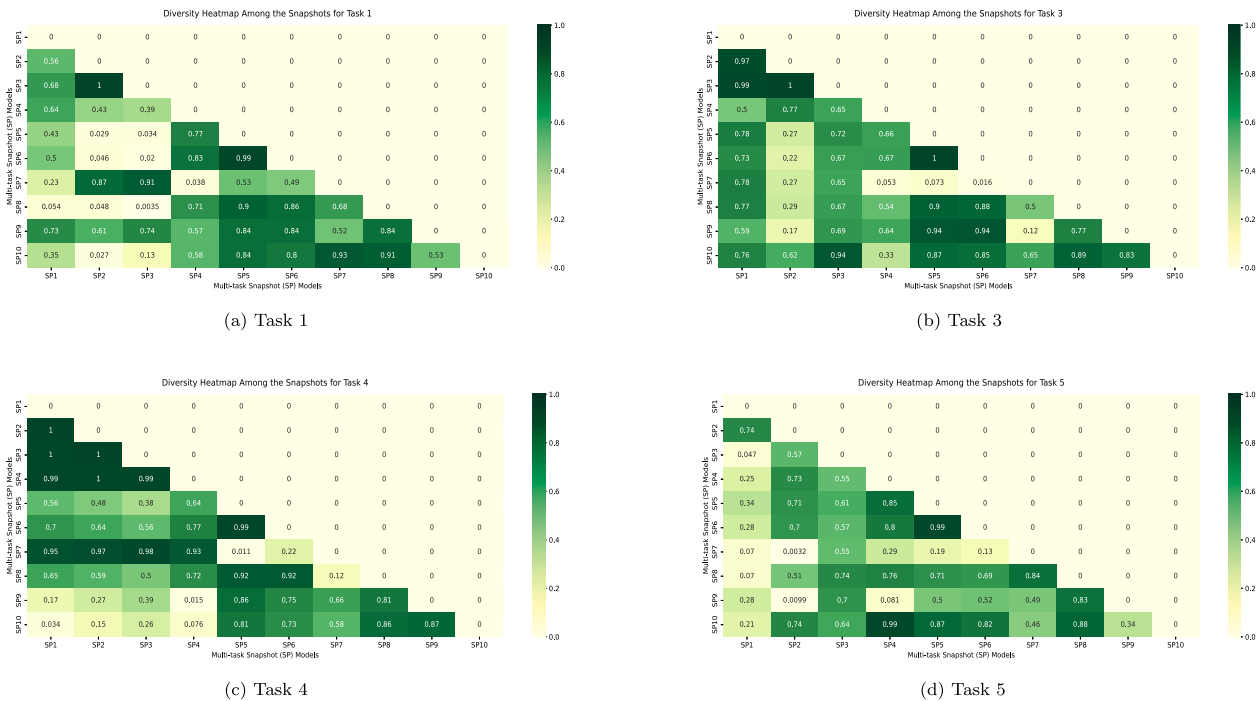 Diversity Heatmap Among the Snapshots for Task 1
Multi-task Snapshot (SP) Models
SP1 0 0 0 0 0 0 0 0 0 0
SP2 0.56 0 0 0 0 0 0 0 0 0
SP3 0.68 1 0 0 0 0 0 0 0 0
SP4 0.64 0.43 0.39 0 0 0 0 0 0 0
SP5 0.43 0.029 0.034 0.77 0 0 0 0 0 0
SP6 0.5 0.046 0.02 0.83 0.99 0 0 0 0 0
SP7 0.23 0.87 0.91 0.038 0.53 0.49 0 0 0 0
SP8 0.054 0.048 0.0035 0.71 0.9 0.86 0.68 0 0 0
SP9 0.73 0.61 0.74 0.57 0.84 0.84 0.52 0.84 0 0
SP10 0.35 0.027 0.13 0.58 0.84 0.8 0.93 0.91 0.53 0
SP1 SP2 SP3 SP4 SP5 SP6 SP7 SP8 SP9 SP10
Multi-task Snapshot (SP) Models
1.0
0.8
0.6
0.4
0.2
0.0
(a) Task 1
Diversity Heatmap Among the Snapshots for Task 3
Multi-task Snapshot (SP) Models
SP1 0 0 0 0 0 0 0 0 0 0
SP2 0.97 0 0 0 0 0 0 0 0 0
SP3 0.99 1 0 0 0 0 0 0 0 0
SP4 0.5 0.77 0.65 0 0 0 0 0 0 0
SP5 0.78 0.27 0.72 0.66 0 0 0 0 0 0
SP6 0.73 0.22 0.67 0.67 1 0 0 0 0 0
SP7 0.78 0.27 0.65 0.053 0.073 0.016 0 0 0 0
SP8 0.77 0.29 0.67 0.54 0.9 0.88 0.5 0 0 0
SP9 0.59 0.17 0.69 0.64 0.94 0.94 0.12 0.77 0 0
SP10 0.76 0.62 0.94 0.33 0.87 0.85 0.65 0.89 0.83 0
SP1 SP2 SP3 SP4 SP5 SP6 SP7 SP8 SP9 SP10
Multi-task Snapshot (SP) Models
1.0
0.8
0.6
0.4
0.2
0.0
(b) Task 3
Diversity Heatmap Among the Snapshots for Task 4
Multi-task Snapshot (SP) Models
SP1 0 0 0 0 0 0 0 0 0 0
SP2 1 0 0 0 0 0 0 0 0 0
SP3 1 1 0 0 0 0 0 0 0 0
SP4 0.99 1 0.99 0 0 0 0 0 0 0
SP5 0.56 0.48 0.38 0.64 0 0 0 0 0 0
SP6 0.7 0.64 0.56 0.77 0.99 0 0 0 0 0
SP7 0.95 0.97 0.98 0.93 0.011 0.22 0 0 0 0
SP8 0.65 0.59 0.5 0.72 0.92 0.92 0.12 0 0 0
SP9 0.17 0.27 0.39 0.015 0.86 0.75 0.66 0.81 0 0
SP10 0.034 0.15 0.26 0.076 0.81 0.73 0.58 0.86 0.87 0
SP1 SP2 SP3 SP4 SP5 SP6 SP7 SP8 SP9 SP10
Multi-task Snapshot (SP) Models
1.0
0.8
0.6
0.4
0.2
0.0
(c) Task 4
Diversity Heatmap Among the Snapshots for Task 5
Multi-task Snapshot (SP) Models
SP1 0 0 0 0 0 0 0 0 0 0
SP2 0.74 0 0 0 0 0 0 0 0 0
SP3 0.047 0.57 0 0 0 0 0 0 0 0
SP4 0.25 0.73 0.55 0 0 0 0 0 0 0
SP5 0.34 0.71 0.61 0.85 0 0 0 0 0 0
SP6 0.28 0.7 0.57 0.8 0.99 0 0 0 0 0
SP7 0.07 0.0032 0.55 0.29 0.19 0.13 0 0 0 0
SP8 0.07 0.51 0.74 0.76 0.71 0.69 0.84 0 0 0
SP9 0.28 0.0099 0.7 0.081 0.5 0.52 0.49 0.83 0 0
SP10 0.21 0.74 0.64 0.99 0.87 0.82 0.46 0.88 0.34 0
SP1 SP2 SP3 SP4 SP5 SP6 SP7 SP8 SP9 SP10
Multi-task Snapshot (SP) Models
1.0
0.8
0.6
0.4
0.2
0.0
(d) Task 5